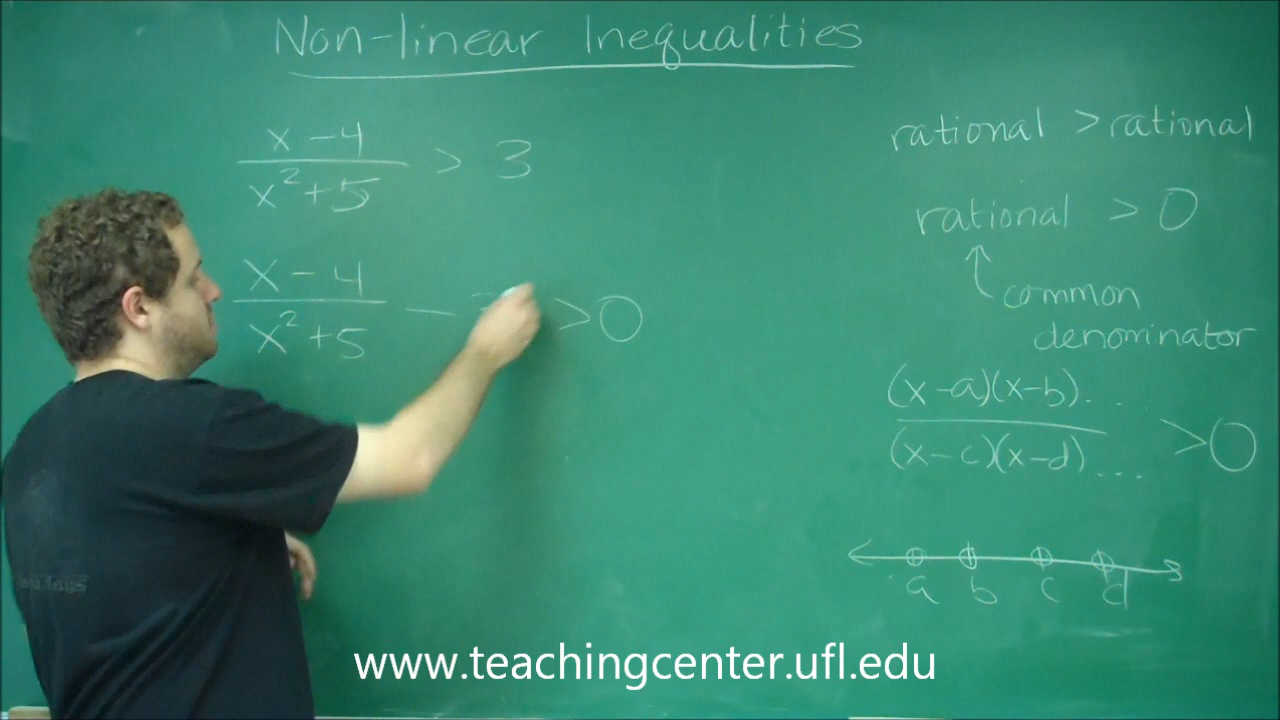 Non-linear Inequalities
x - 4
x² + 5
> 3
x - 4
x² + 5
-
> 0
rational > rational
rational > 0
common
denominator
(x-a)(x-b)...
(x-c)(x-d)....
> 0
a b c d
www.teachingcenter.ufl.edu